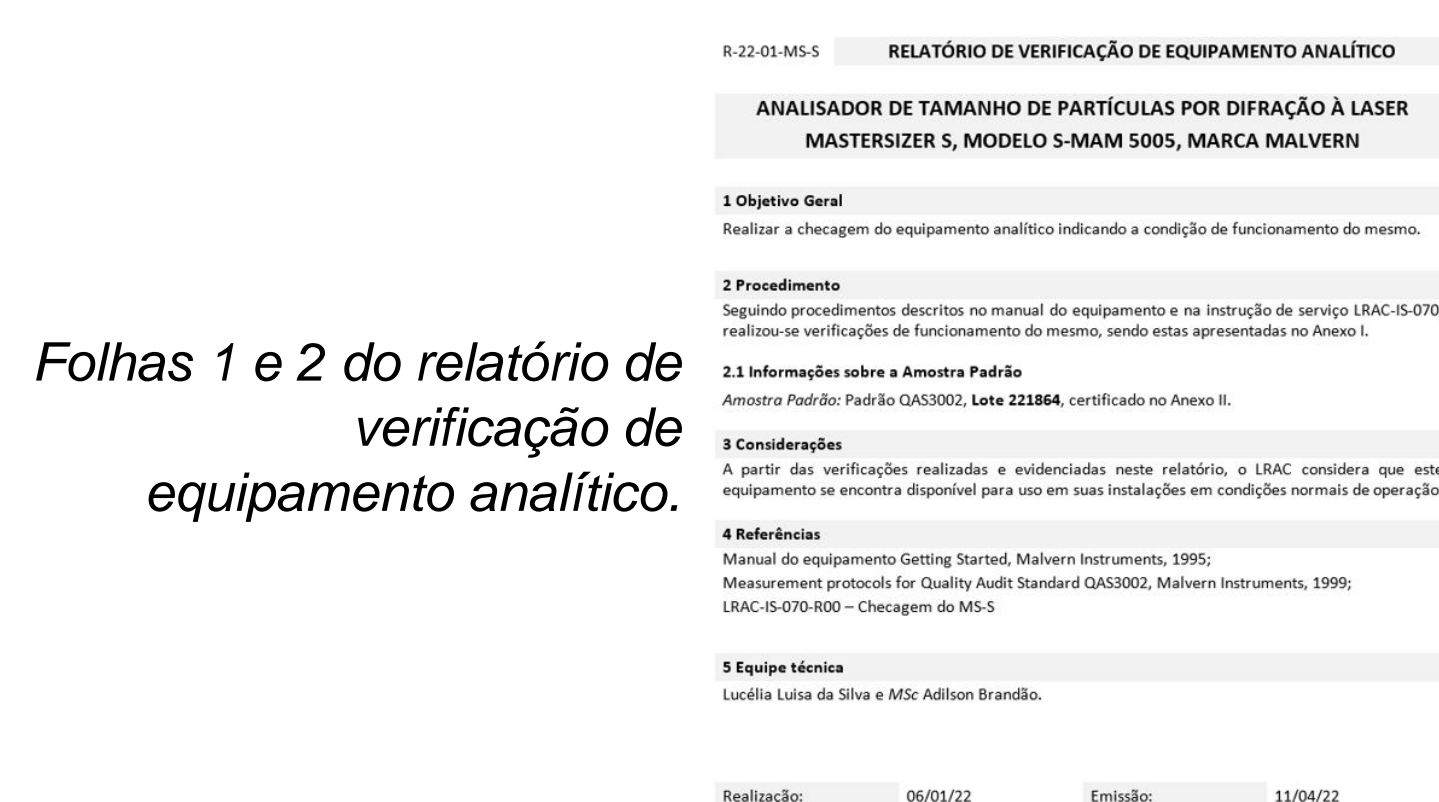 Folhas 1 e 2 do relatório de
verificação de
equipamento analítico.
R-22-01-MS-S RELATÓRIO DE VERIFICAÇÃO DE EQUIPAMENTO ANALÍTICO
ANALISADOR DE TAMANHO DE PARTÍCULAS POR DIFRAÇÃO À LASER
MASTERSIZER S, MODELO S-MAM 5005, MARCA MALVERN
1 Objetivo Geral
Realizar a checagem do equipamento analítico indicando a condição de funcionamento do mesmo.
2 Procedimento
Seguindo procedimentos descritos no manual do equipamento e na instrução de serviço LRAC-IS-070
realizou-se verificações de funcionamento do mesmo, sendo estas apresentadas no Anexo I.
2.1 Informações sobre a Amostra Padrão
Amostra Padrão: Padrão QAS3002, Lote 221864, certificado no Anexo II.
3 Considerações
A partir das verificações realizadas e evidenciadas neste relatório, o LRAC considera que este
equipamento se encontra disponível para uso em suas instalações em condições normais de operação
4 Referências
Manual do equipamento Getting Started, Malvern Instruments, 1995;
Measurement protocols for Quality Audit Standard QAS3002, Malvern Instruments, 1999;
LRAC-IS-070-R00 – Checagem do MS-S
5 Equipe técnica
Lucélia Luisa da Silva e MSc Adilson Brandão.
Realização: 06/01/22 Emissão: 11/04/22